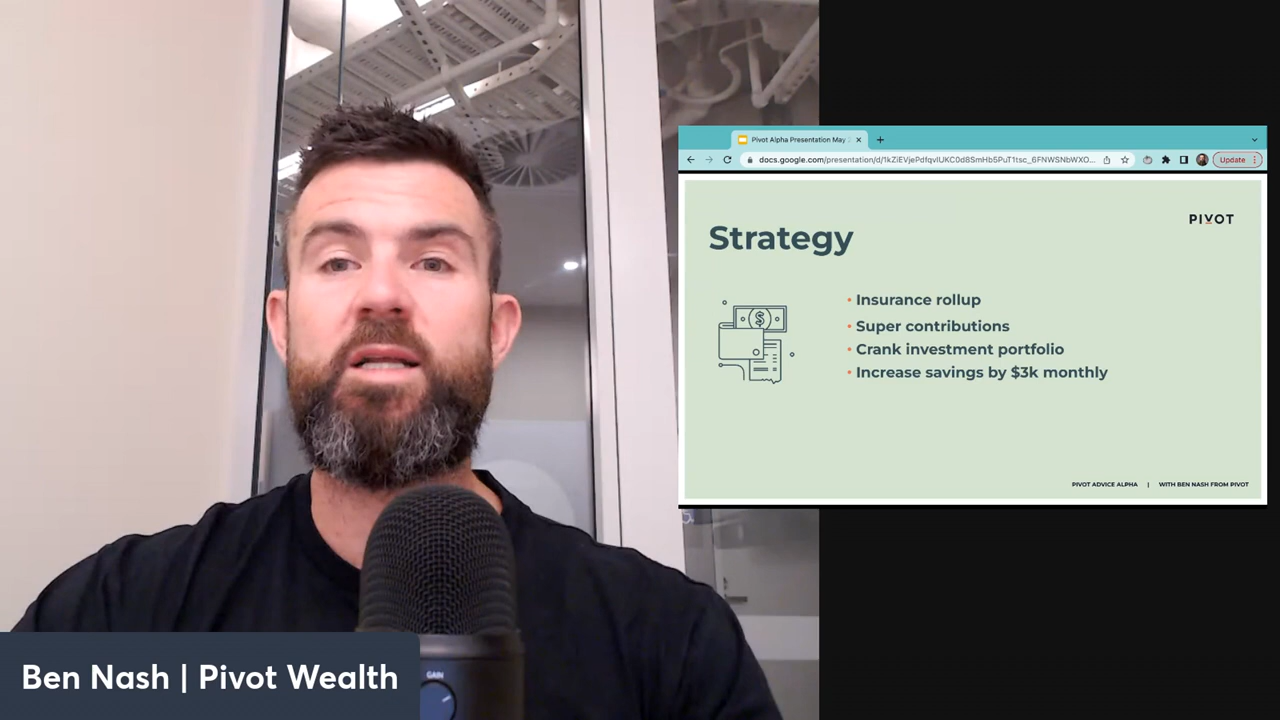 Pivot Alpha Presentation May
docs.google.com/presentation/d/
Update
PIVOT
Strategy
• Insurance rollup
• Super contributions
• Crank investment portfolio
• Increase savings by $3k monthly
PIVOT ADVICE ALPHA | WITH BEN NASH FROM PIVOT
GAIN
Ben Nash | Pivot Wealth